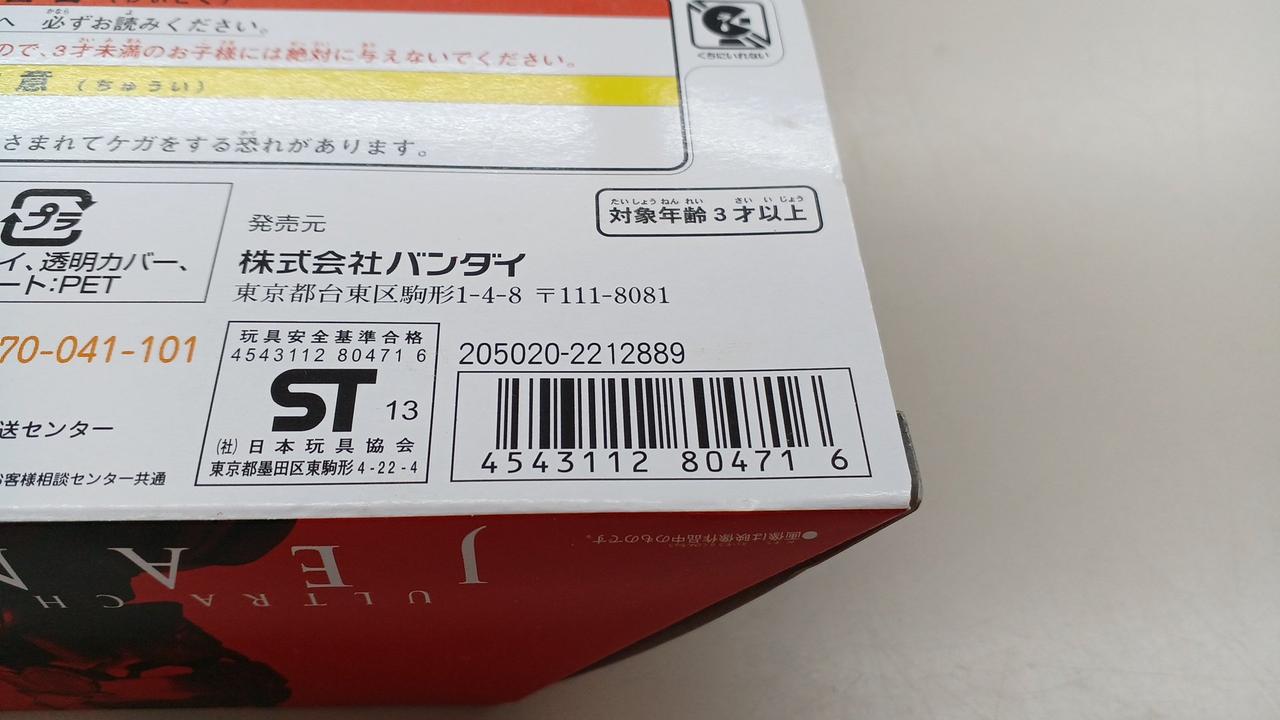 へ 必ずお読みください。
ので、3才未満のお子様には絶対に与えないでください。
くちにいれない
意 (ちゅうい)
さまれてケガをする恐れがあります。
たいしょうねんれい さいいじょう
対象年齢3才以上
プラ
イ、透明カバー、
ート:PET
発売元
株式会社バンダイ
東京都台東区駒形1-4-8 〒111-8081
70-041-101
送センター
お客様相談センター共通
玩具安全基準合格
4543112 80471 6
ST 13
(社)日本玩具協会
東京都墨田区東駒形4-22-4
205020-2212889
4543112 80471 6
●画像は映像作品中のものです。
J E A N
ULTRA CH